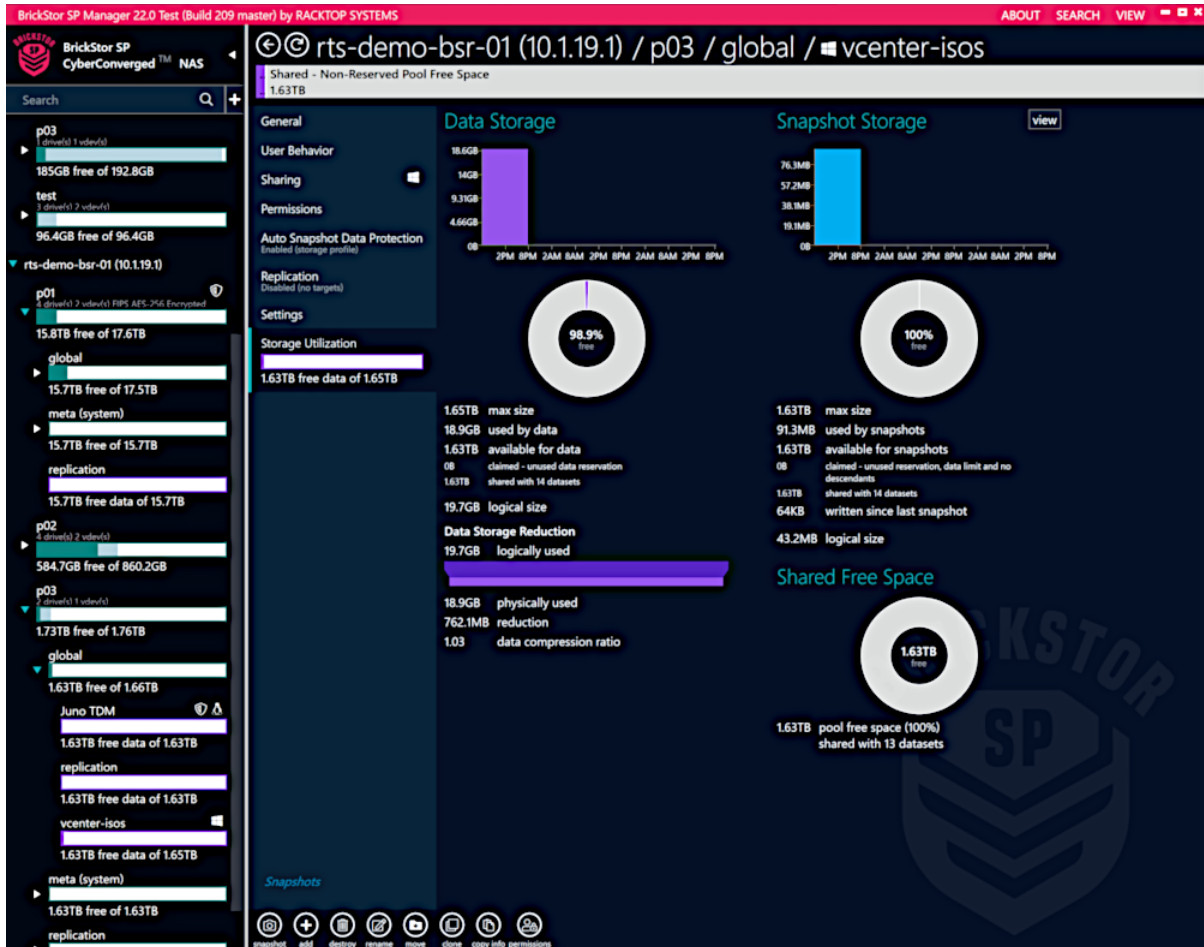 BrickStor SP Manager 22.0 Test (Build 209 master) by RACKTOP SYSTEMS
ABOUT SEARCH VIEW
BRICKSTOR
SP
BrickStor SP
CyberConverged TM NAS
rts-demo-bsr-01 (10.1.19.1) / p03 / global / vcenter-isos
Shared - Non-Reserved Pool Free Space
1.63TB
Search
p03
1 drive(s) 1 vdev(s)
185GB free of 192.8GB
test
3 drive(s) 2 vdev(s)
96.4GB free of 96.4GB
rts-demo-bsr-01 (10.1.19.1)
p01
4 drive(s) 2 vdev(s) FIPS AES-256 Encrypted
15.8TB free of 17.6TB
global
15.7TB free of 17.5TB
meta (system)
15.7TB free of 15.7TB
replication
15.7TB free data of 15.7TB
p02
4 drive(s) 2 vdev(s)
584.7GB free of 860.2GB
p03
2 drive(s) 1 vdev(s)
1.73TB free of 1.76TB
global
1.63TB free of 1.66TB
Juno TDM
1.63TB free data of 1.63TB
replication
1.63TB free data of 1.63TB
vcenter-isos
1.63TB free data of 1.65TB
meta (system)
1.63TB free of 1.63TB
replication
General
User Behavior
Sharing
Permissions
Auto Snapshot Data Protection
Enabled (storage profile)
Replication
Disabled (no targets)
Settings
Storage Utilization
1.63TB free data of 1.65TB
Snapshots
Data Storage
18.6GB
14GB
9.31GB
4.66GB
0B
2PM 8PM 2AM 8AM 2PM 8PM 2AM 8AM 2PM 8PM
98.9%
free
1.65TB max size
18.9GB used by data
1.63TB available for data
0B claimed - unused data reservation
1.63TB shared with 14 datasets
19.7GB logical size
Data Storage Reduction
19.7GB logically used
18.9GB physically used
762.1MB reduction
1.03 data compression ratio
Snapshot Storage
view
76.3MB
57.2MB
38.1MB
19.1MB
0B
2PM 8PM 2AM 8AM 2PM 8PM 2AM 8AM 2PM 8PM
100%
free
1.63TB max size
91.3MB used by snapshots
1.63TB available for snapshots
0B claimed - unused reservation, data limit and no
descendants
1.63TB shared with 14 datasets
64KB written since last snapshot
43.2MB logical size
Shared Free Space
1.63TB
free
1.63TB pool free space (100%)
shared with 13 datasets
BRICKSTOR
SP
snapshot add destroy rename move clone copy info permissions